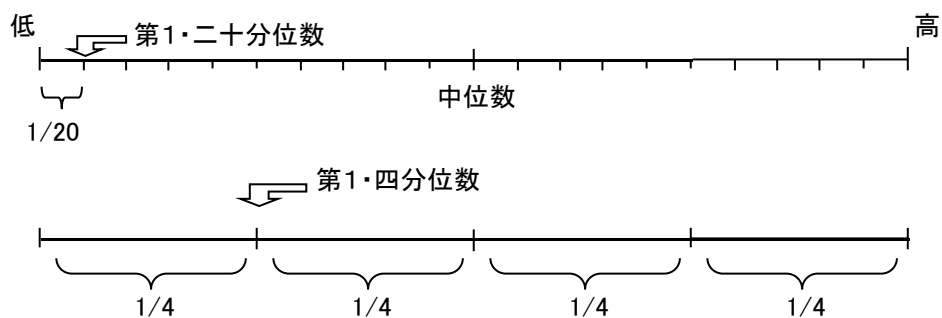 低
高
第1・二十分位数
中位数
1/20
第1・四分位数
1/4
1/4
1/4
1/4